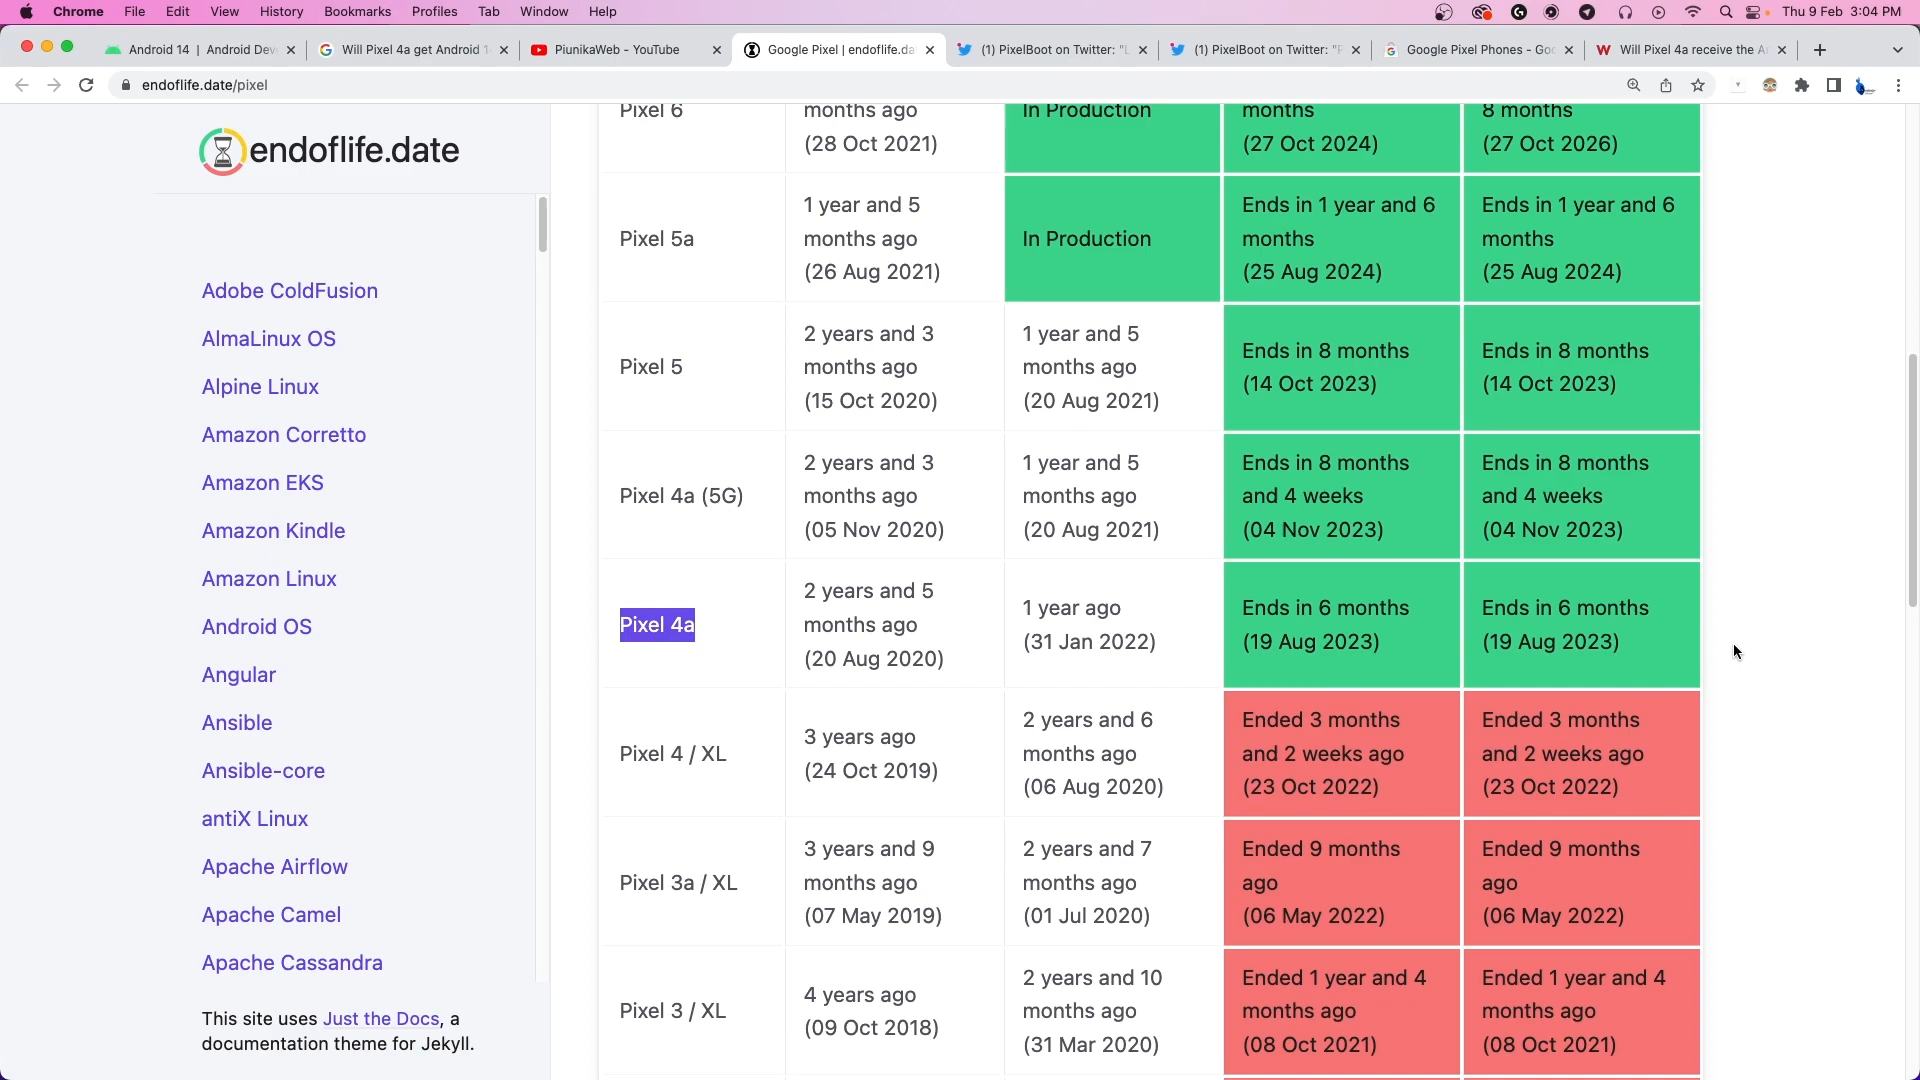 Chrome File Edit View History Bookmarks Profiles Tab Window Help Thu 9 Feb 3:04 PM
Android 14 | Android Dev
Will Pixel 4a get Android 1
PiunikaWeb - YouTube
Google Pixel | endoflife.da
(1) PixelBoot on Twitter: "L
(1) PixelBoot on Twitter: "F
Google Pixel Phones - Goo
Will Pixel 4a receive the A
endoflife.date/pixel
endoflife.date
Adobe ColdFusion
AlmaLinux OS
Alpine Linux
Amazon Corretto
Amazon EKS
Amazon Kindle
Amazon Linux
Android OS
Angular
Ansible
Ansible-core
antiX Linux
Apache Airflow
Apache Camel
Apache Cassandra
This site uses Just the Docs, a
documentation theme for Jekyll.
Pixel 6
months ago
(28 Oct 2021)
In Production
months
(27 Oct 2024)
8 months
(27 Oct 2026)
Pixel 5a
1 year and 5
months ago
(26 Aug 2021)
In Production
Ends in 1 year and 6
months
(25 Aug 2024)
Ends in 1 year and 6
months
(25 Aug 2024)
Pixel 5
2 years and 3
months ago
(15 Oct 2020)
1 year and 5
months ago
(20 Aug 2021)
Ends in 8 months
(14 Oct 2023)
Ends in 8 months
(14 Oct 2023)
Pixel 4a (5G)
2 years and 3
months ago
(05 Nov 2020)
1 year and 5
months ago
(20 Aug 2021)
Ends in 8 months
and 4 weeks
(04 Nov 2023)
Ends in 8 months
and 4 weeks
(04 Nov 2023)
Pixel 4a
2 years and 5
months ago
(20 Aug 2020)
1 year ago
(31 Jan 2022)
Ends in 6 months
(19 Aug 2023)
Ends in 6 months
(19 Aug 2023)
Pixel 4 / XL
3 years ago
(24 Oct 2019)
2 years and 6
months ago
(06 Aug 2020)
Ended 3 months
and 2 weeks ago
(23 Oct 2022)
Ended 3 months
and 2 weeks ago
(23 Oct 2022)
Pixel 3a / XL
3 years and 9
months ago
(07 May 2019)
2 years and 7
months ago
(01 Jul 2020)
Ended 9 months
ago
(06 May 2022)
Ended 9 months
ago
(06 May 2022)
Pixel 3 / XL
4 years ago
(09 Oct 2018)
2 years and 10
months ago
(31 Mar 2020)
Ended 1 year and 4
months ago
(08 Oct 2021)
Ended 1 year and 4
months ago
(08 Oct 2021)